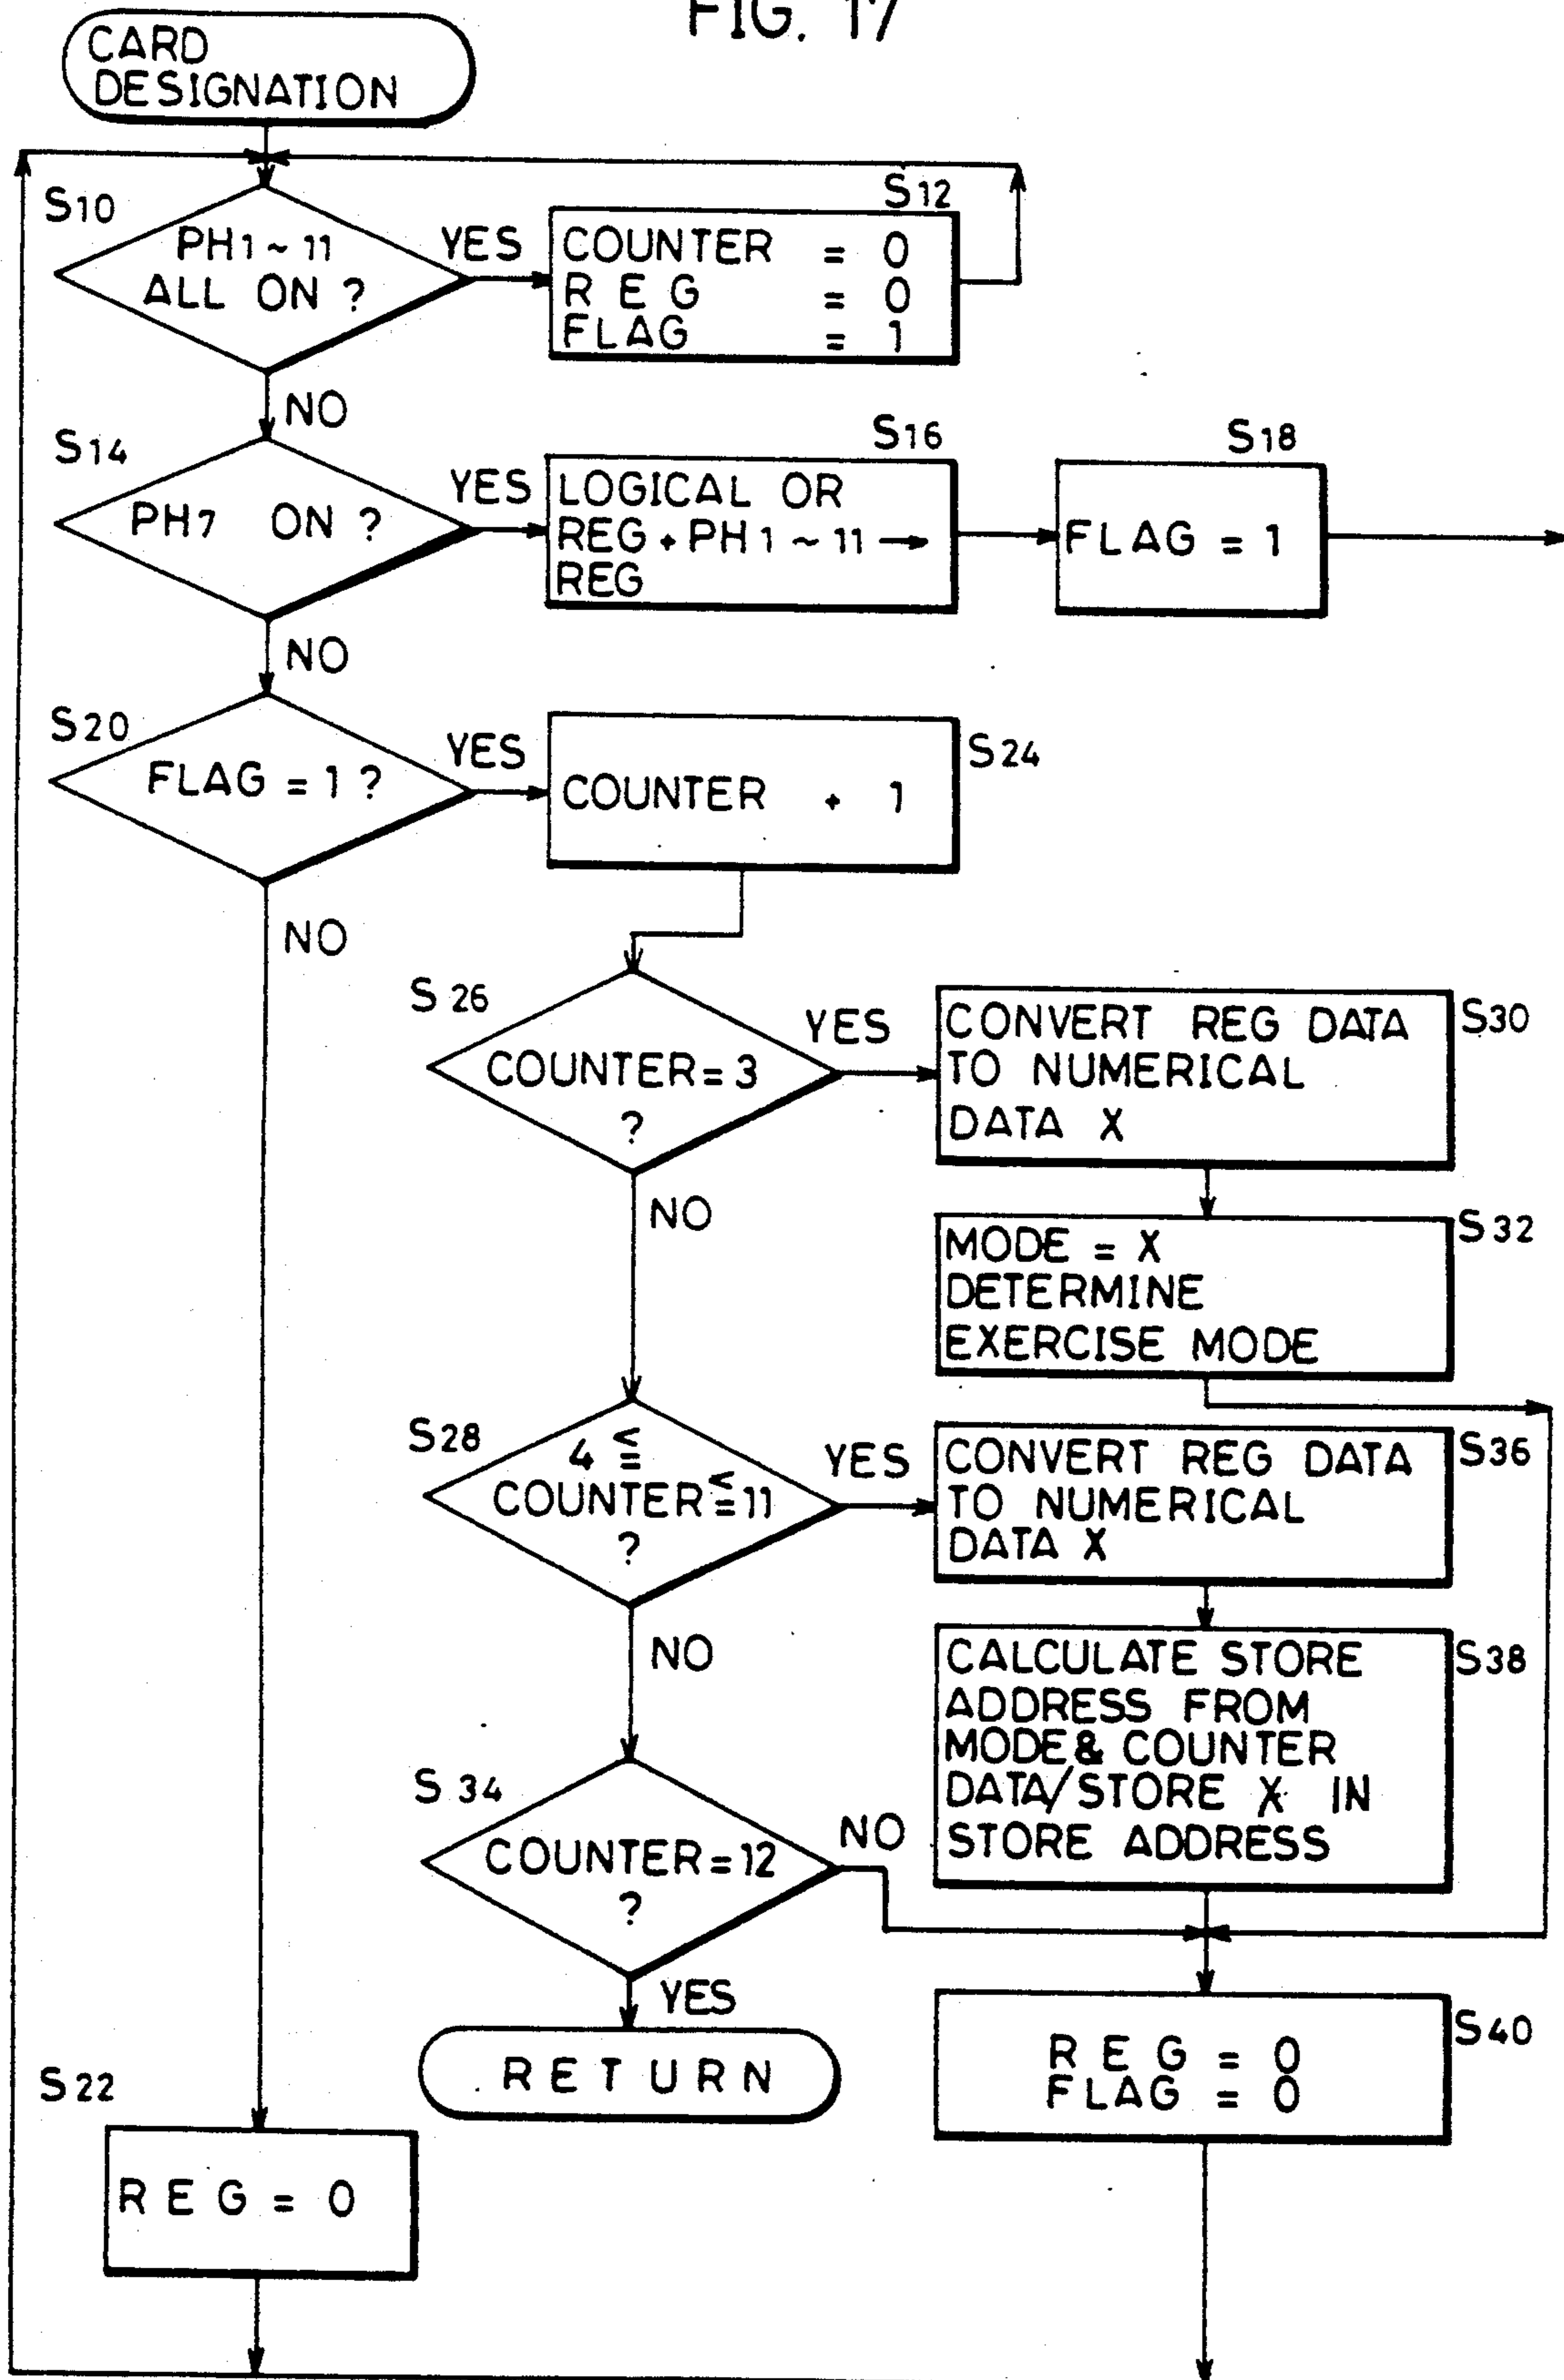 FIG. 17
CARD
DESIGNATION
S10
PH1~11
ALL ON ?
YES
S12
COUNTER = 0
REG = 0
FLAG = 1
NO
S14
PH7 ON ?
YES
S16
LOGICAL OR
REG + PH1~11 →
REG
S18
FLAG = 1
NO
S20
FLAG = 1 ?
YES
S24
COUNTER + 1
NO
S26
COUNTER = 3
?
YES
S30
CONVERT REG DATA
TO NUMERICAL
DATA X
NO
S32
MODE = X
DETERMINE
EXERCISE MODE
S28
4 ≦
COUNTER ≦ 11
?
YES
S36
CONVERT REG DATA
TO NUMERICAL
DATA X
NO
S38
CALCULATE STORE
ADDRESS FROM
MODE& COUNTER
DATA/STORE X IN
STORE ADDRESS
S34
COUNTER = 12
?
NO
YES
RETURN
S40
REG = 0
FLAG = 0
S22
REG = 0